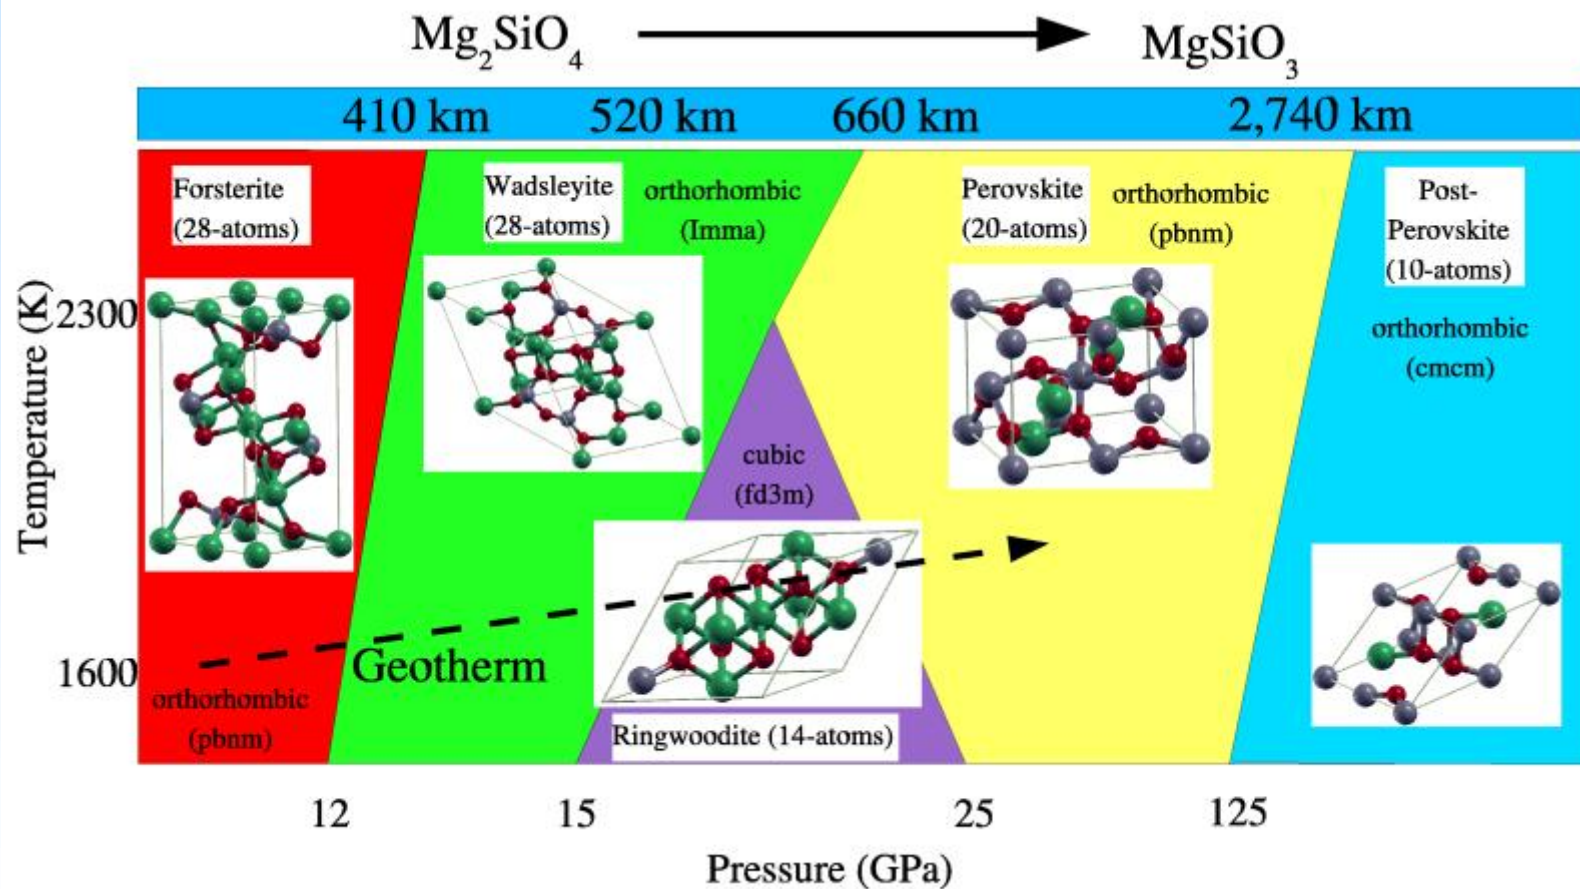 Mg2SiO4 MgSiO3
410 km 520 km 660 km 2,740 km
Forsterite
(28-atoms)
Wadsleyite
(28-atoms)
orthorhombic
(Imma)
Perovskite
(20-atoms)
orthorhombic
(pbnm)
Post-
Perovskite
(10-atoms)
orthorhombic
(cmcm)
Temperature (K)
2300
1600
cubic
(fd3m)
Geotherm
orthorhombic
(pbnm)
Ringwoodite (14-atoms)
12 15 25 125
Pressure (GPa)